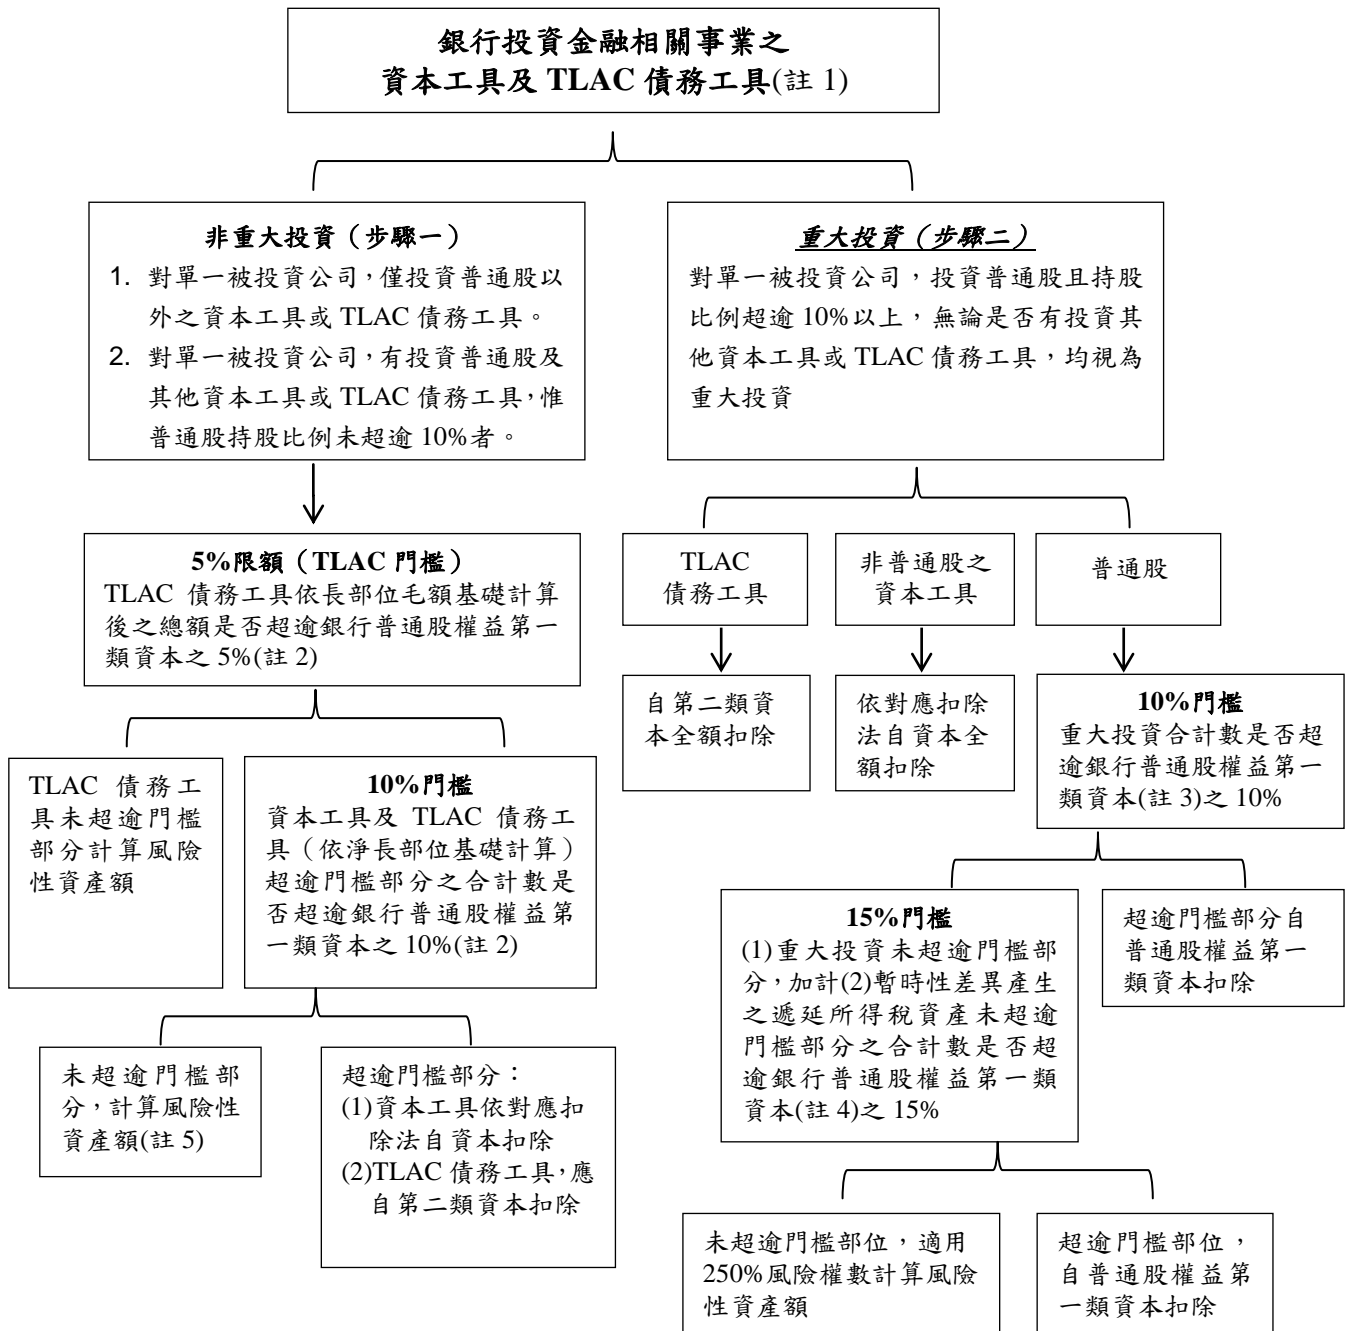 銀行投資金融相關事業之
資本工具及 TLAC 債務工具(註 1)
非重大投資（步驟一）
1. 對單一被投資公司，僅投資普通股以
外之資本工具或 TLAC 債務工具。
2. 對單一被投資公司，有投資普通股及
其他資本工具或 TLAC 債務工具，惟
普通股持股比例未超逾 10%者。
重大投資（步驟二）
對單一被投資公司，投資普通股且持股
比例超逾 10%以上，無論是否有投資其
他資本工具或 TLAC 債務工具，均視為
重大投資
5%限額（TLAC 門檻）
TLAC 債務工具依長部位毛額基礎計算
後之總額是否超逾銀行普通股權益第一
類資本之 5%(註 2)
TLAC
債務工具
非普通股之
資本工具
普通股
自第二類資
本全額扣除
依對應扣除
法自資本全
額扣除
10%門檻
重大投資合計數是否超
逾銀行普通股權益第一
類資本(註 3)之 10%
TLAC 債務工
具未超逾門檻
部分計算風險
性資產額
10%門檻
資本工具及 TLAC 債務工
具（依淨長部位基礎計算）
超逾門檻部分之合計數是
否超逾銀行普通股權益第
一類資本之 10%(註 2)
15%門檻
(1)重大投資未超逾門檻部
分，加計(2)暫時性差異產生
之遞延所得稅資產未超逾
門檻部分之合計數是否超
逾銀行普通股權益第一類
資本(註 4)之 15%
超逾門檻部分自
普通股權益第一
類資本扣除
未超逾門檻部
分，計算風險性
資產額(註 5)
超逾門檻部分：
(1)資本工具依對應扣
除法自資本扣除
(2)TLAC 債務工具，應
自第二類資本扣除
未超逾門檻部位，適用
250%風險權數計算風險
性資產額
超逾門檻部位，
自普通股權益第
一類資本扣除